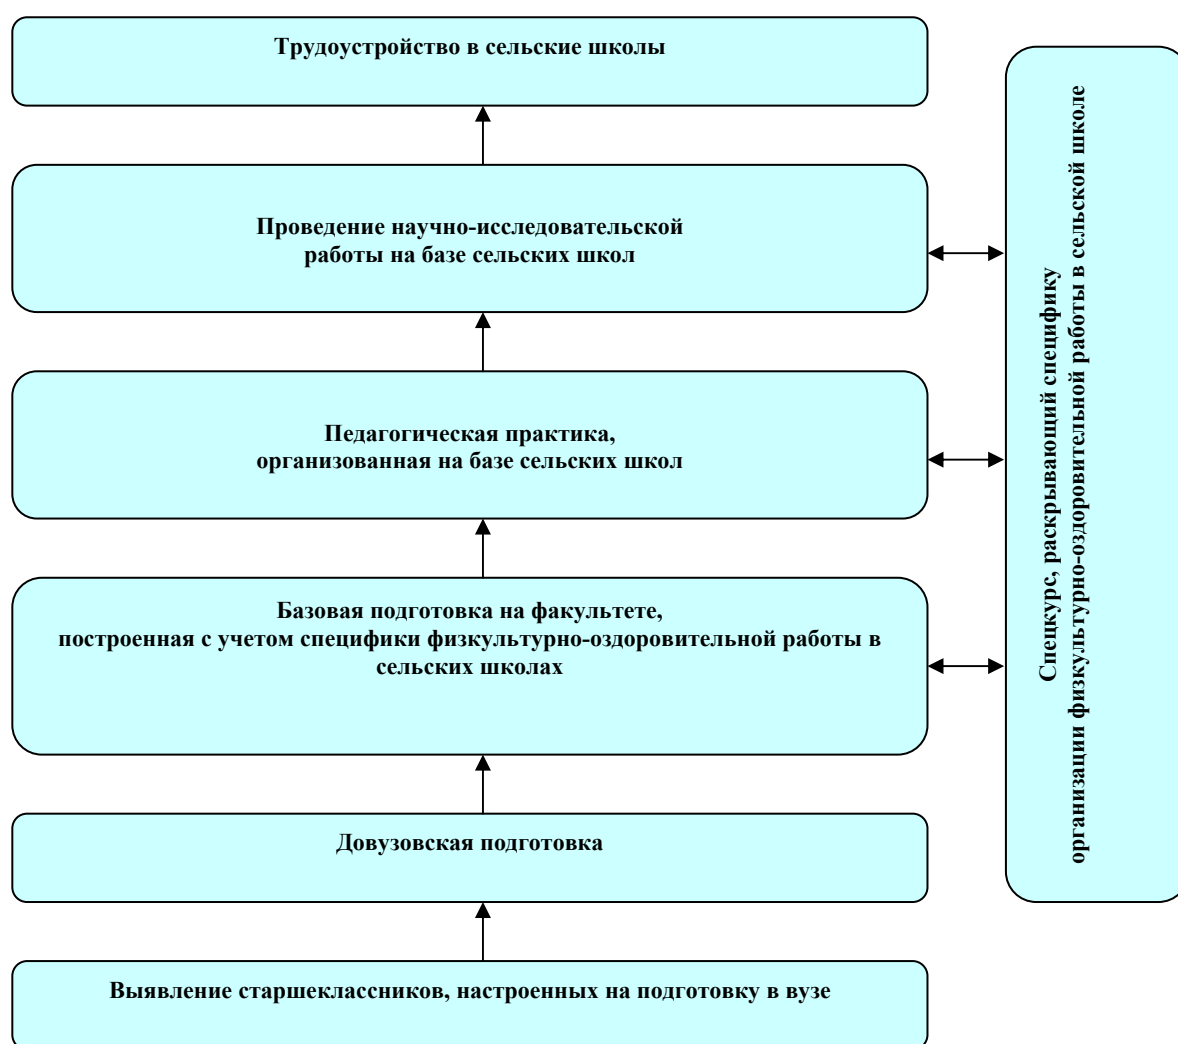 Трудоустройство в сельские школы
Проведение научно-исследовательской
работы на базе сельских школ
Педагогическая практика,
организованная на базе сельских школ
Базовая подготовка на факультете,
построенная с учетом специфики физкультурно-оздоровительной работы в
сельских школах
Довузовская подготовка
Выявление старшеклассников, настроенных на подготовку в вузе
Спецкурс, раскрывающий специфику
организации физкультурно-оздоровительной работы в сельской школе